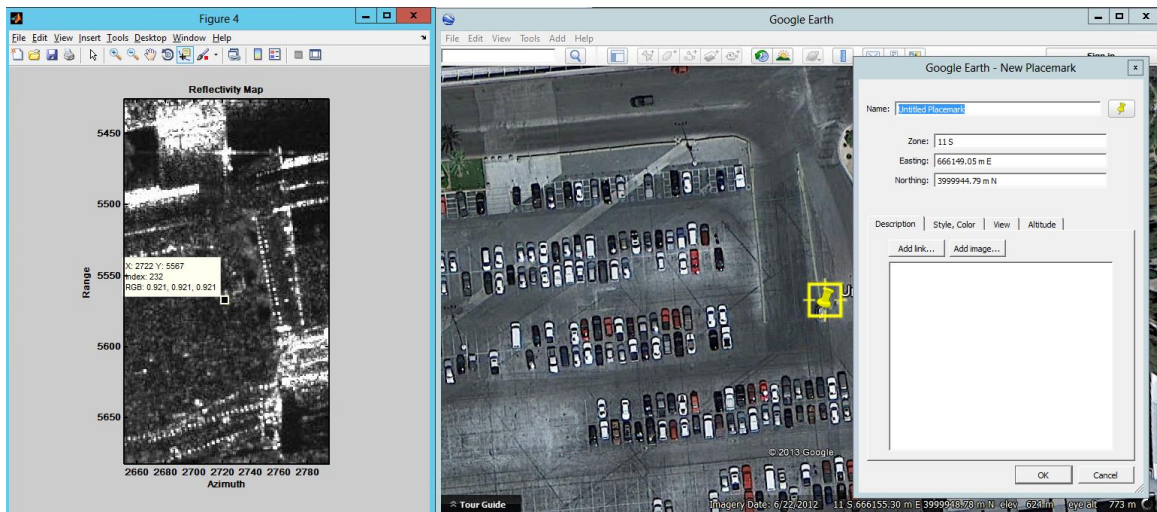 Figure 4
File Edit View Insert Tools Desktop Window Help
Reflectivity Map
5450
5500
5550
5600
5650
Range
X: 2722 Y: 5567
Index: 232
RGB: 0.921, 0.921, 0.921
2660 2680 2700 2720 2740 2760 2780
Azimuth
Google Earth
File Edit View Tools Add Help
Google Earth - New Placemark
Name: Untitled Placemark
Zone: 11 S
Easting: 666149.05 m E
Northing: 3999944.79 m N
Description Style, Color View Altitude
Add link... Add image...
OK Cancel
© 2013 Google
Tour Guide
Imagery Date: 6/22/2012 11 S 666155.30 m E 3999948.78 m N elev 624 m eye alt 773 m